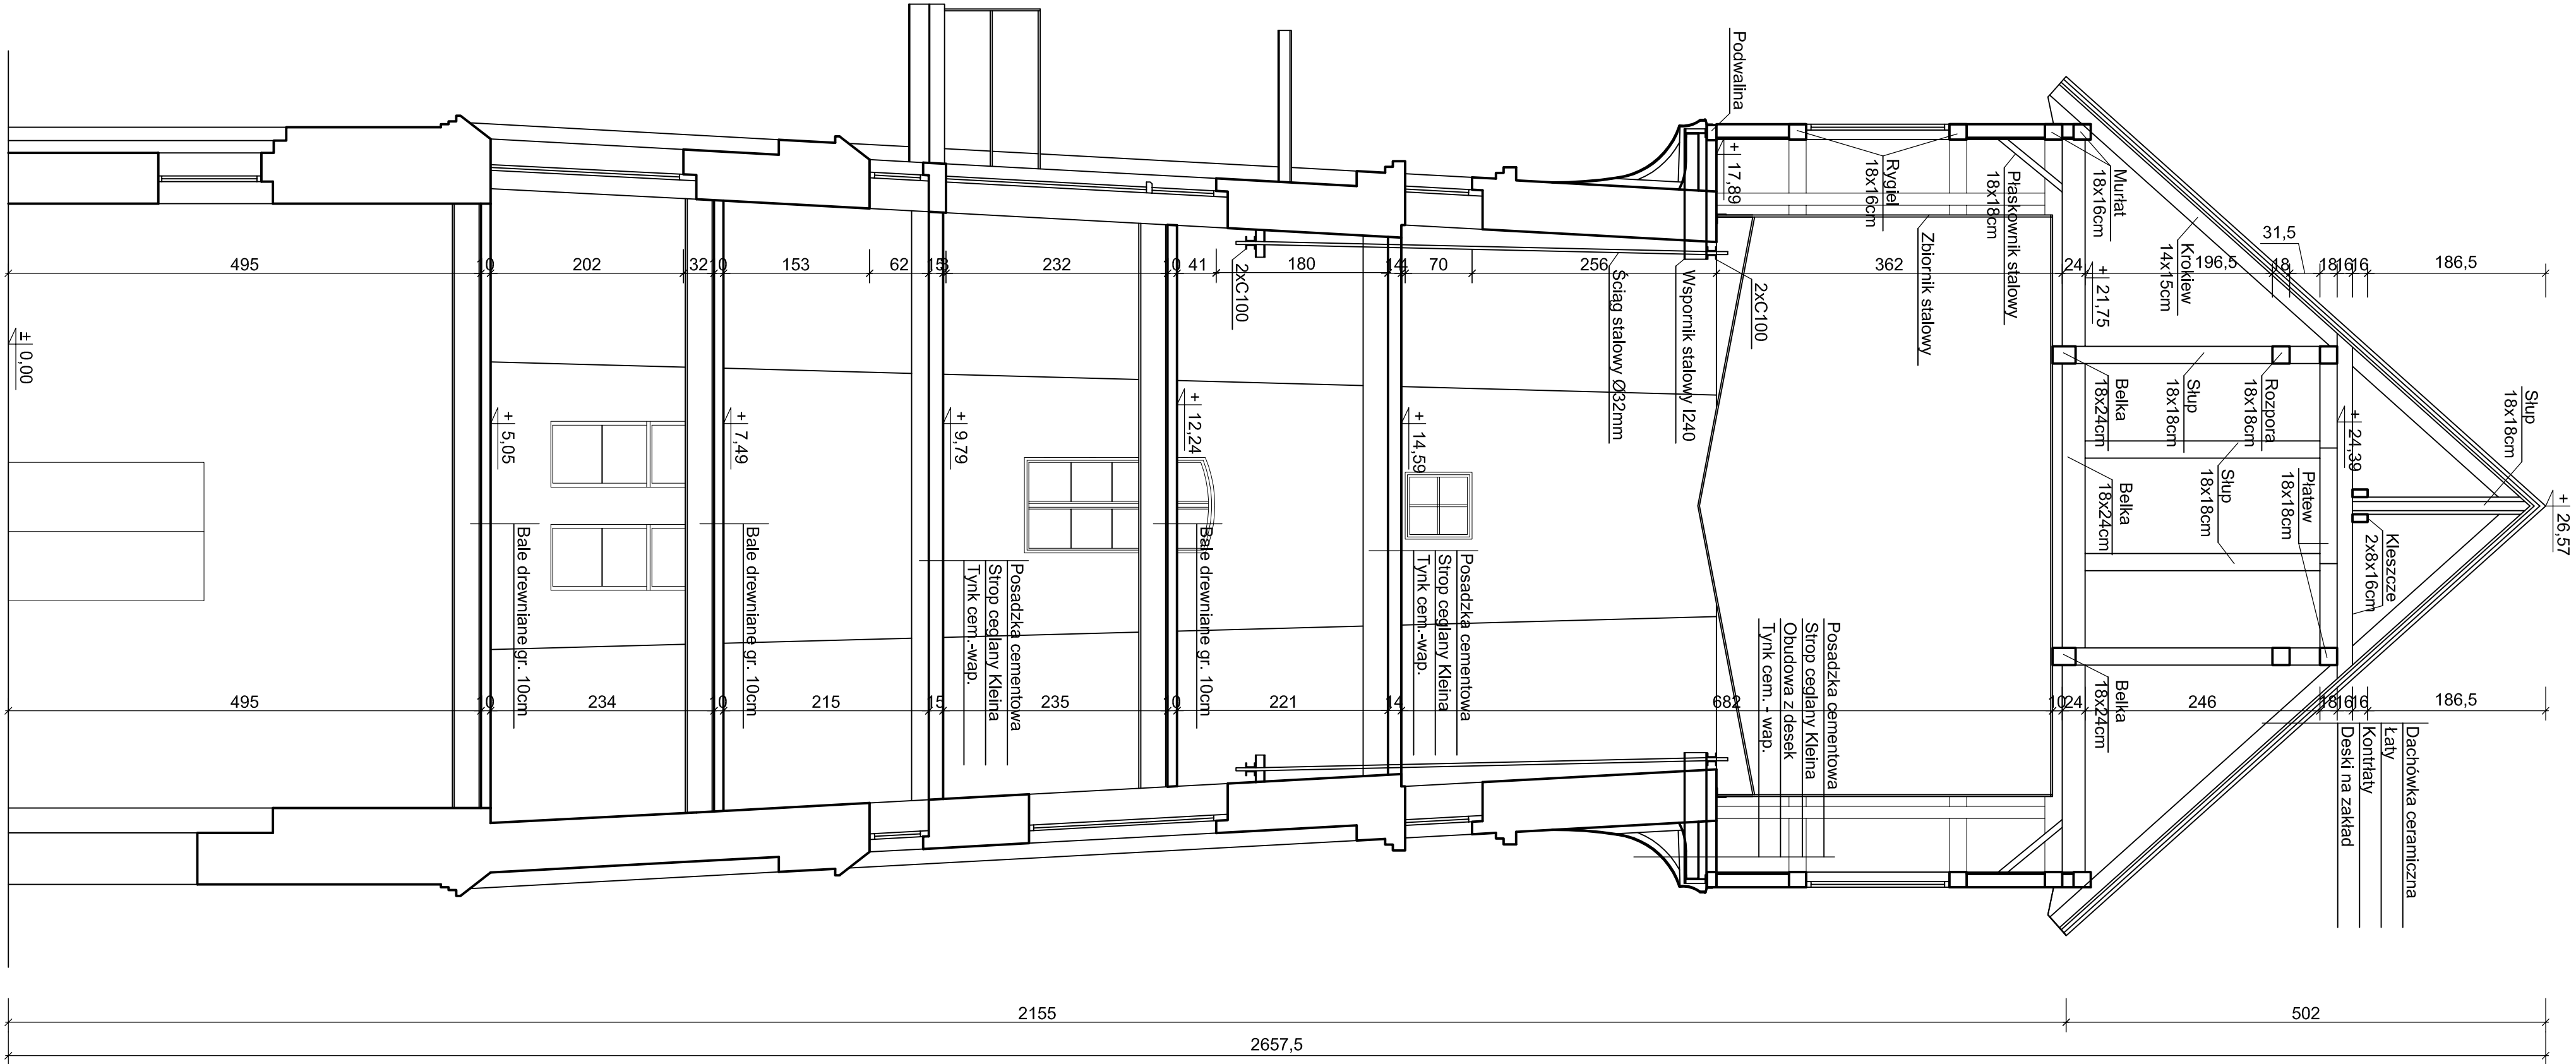 Podwalina
+ 17,89
Rygiel
18x16cm
Płaskownik stalowy
18x18cm
Murłat
18x16cm
Zbiornik stalowy
Krokiew
14x15cm
31,5
495
10
202
32
10
153
62
15
3
232
10
41
180
14
4
70
256
362
24
196,5
18
18
16
16
186,5
± 0,00
2xC100
Ściąg stalowy Ø32mm
Wspornik stalowy I240
2xC100
+ 21,75
Belka
18x24cm
Słup
18x18cm
Rozpora
18x18cm
+ 24,39
Słup
18x18cm
+ 26,57
+ 5,05
+ 7,49
+ 9,79
+ 12,24
+ 14,59
Belka
18x24cm
Słup
18x18cm
Płatew
18x18cm
Kleszcze
2x8x16cm
Bale drewniane gr. 10cm
Bale drewniane gr. 10cm
Posadzka cementowa
Strop ceglany Kleina
Tynk cem.-wap.
Bale drewniane gr. 10cm
Posadzka cementowa
Strop ceglany Kleina
Tynk cem.-wap.
Posadzka cementowa
Strop ceglany Kleina
Obudowa z desek
Tynk cem. - wap.
Belka
18x24cm
495
10
234
10
215
15
235
10
221
14
682
10
24
246
18
16
16
186,5
Dachówka ceramiczna
Łaty
Kontrłaty
Deski na zakład
2155
502
2657,5